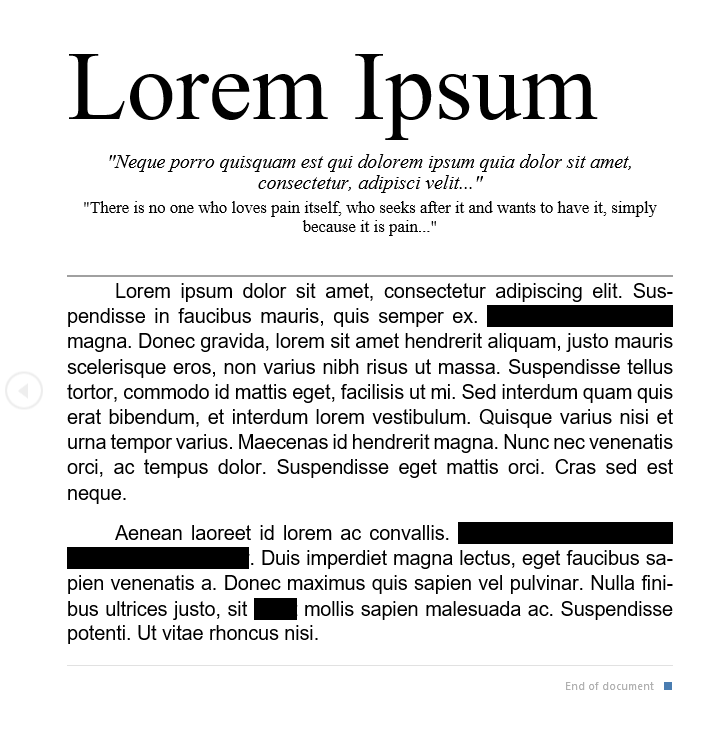 Lorem Ipsum
"Neque porro quisquam est qui dolorem ipsum quia dolor sit amet,
consectetur, adipisci velit..."
"There is no one who loves pain itself, who seeks after it and wants to have it, simply
because it is pain..."
Lorem ipsum dolor sit amet, consectetur adipiscing elit. Sus-
pendisse in faucibus mauris, quis semper ex.
magna. Donec gravida, lorem sit amet hendrerit aliquam, justo mauris
scelerisque eros, non varius nibh risus ut massa. Suspendisse tellus
tortor, commodo id mattis eget, facilisis ut mi. Sed interdum quam quis
erat bibendum, et interdum lorem vestibulum. Quisque varius nisi et
urna tempor varius. Maecenas id hendrerit magna. Nunc nec venenatis
orci, ac tempus dolor. Suspendisse eget mattis orci. Cras sed est
neque.
Aenean laoreet id lorem ac convallis.
. Duis imperdiet magna lectus, eget faucibus sa-
pien venenatis a. Donec maximus quis sapien vel pulvinar. Nulla fini-
bus ultrices justo, sit mollis sapien malesuada ac. Suspendisse
potenti. Ut vitae rhoncus nisi.
End of document